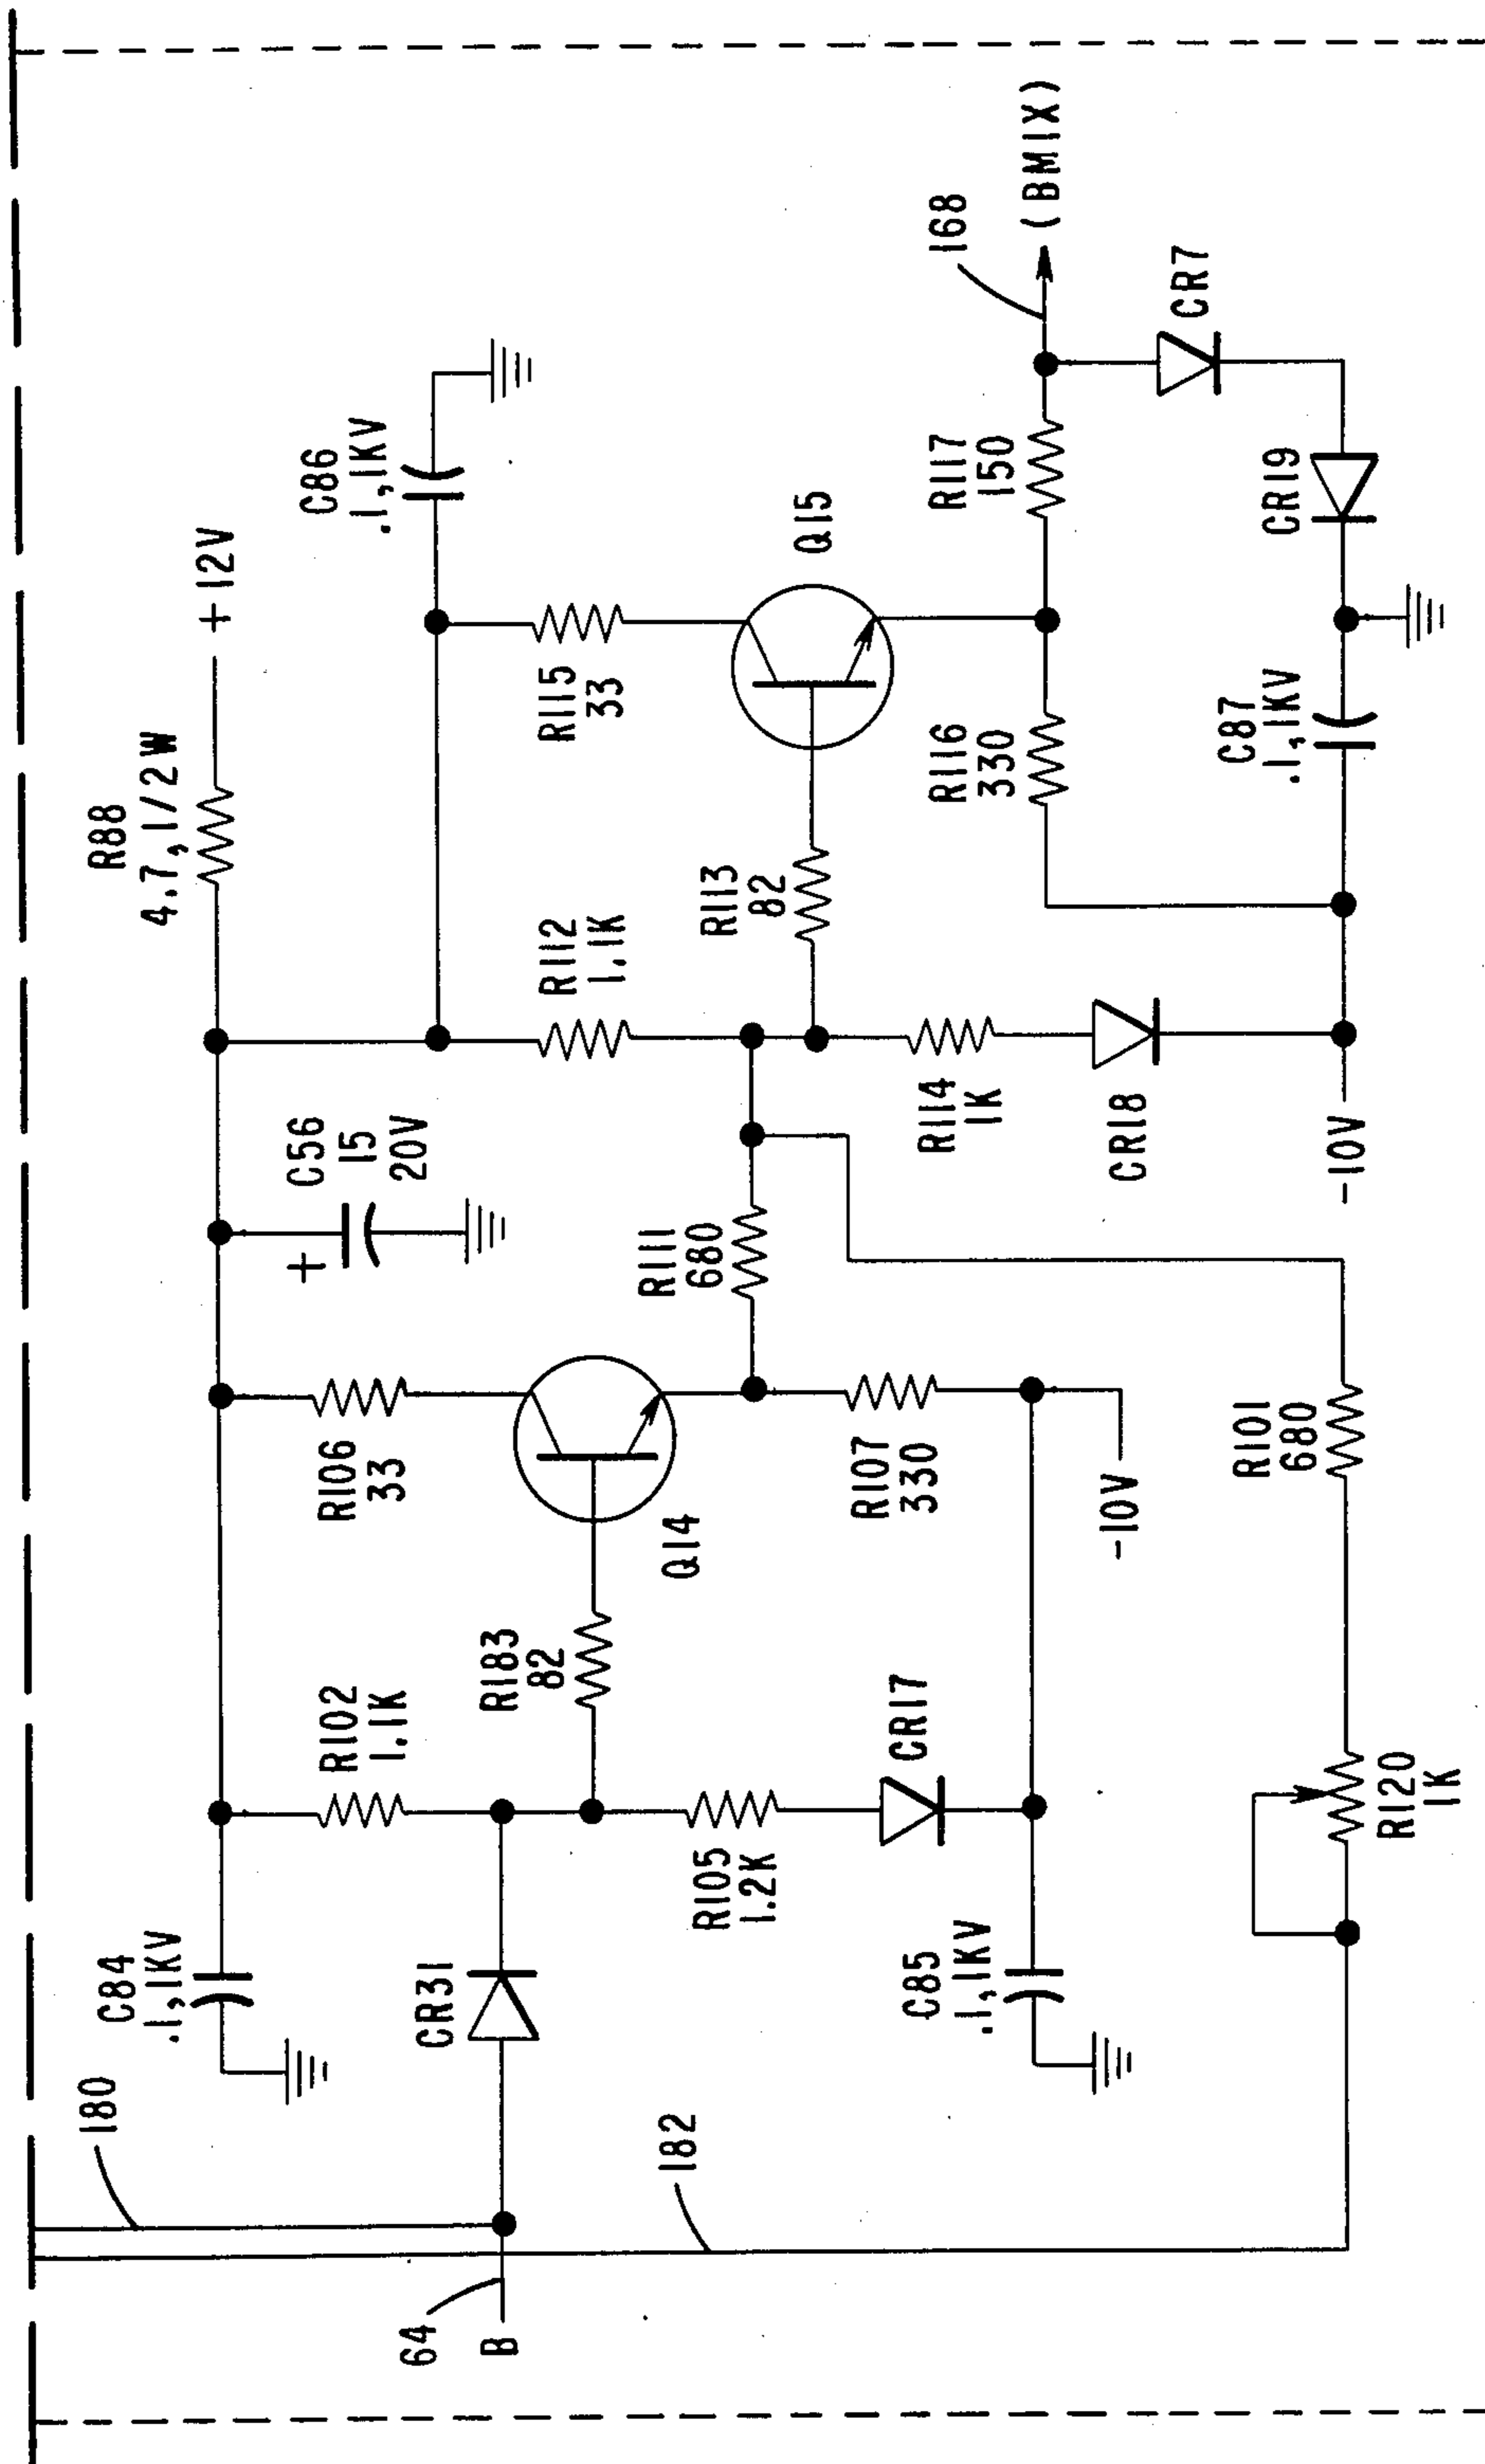 R88
4.7, 1/2W
+12V
C86
.1, 1KV
R115
33
Q15
R112
1.1K
R113
82
C56
15
20V
+
R106
33
Q14
R111
680
R102
1.1K
R183
82
C84
.1, 1KV
CR31
180
182
64
B
R105
1.2K
CR17
C85
.1, 1KV
R107
330
-10V
R114
1K
CR18
-10V
R116
330
R117
150
168
(BMIX)
CR7
CR19
C87
.1, 1KV
R101
680
R120
1K